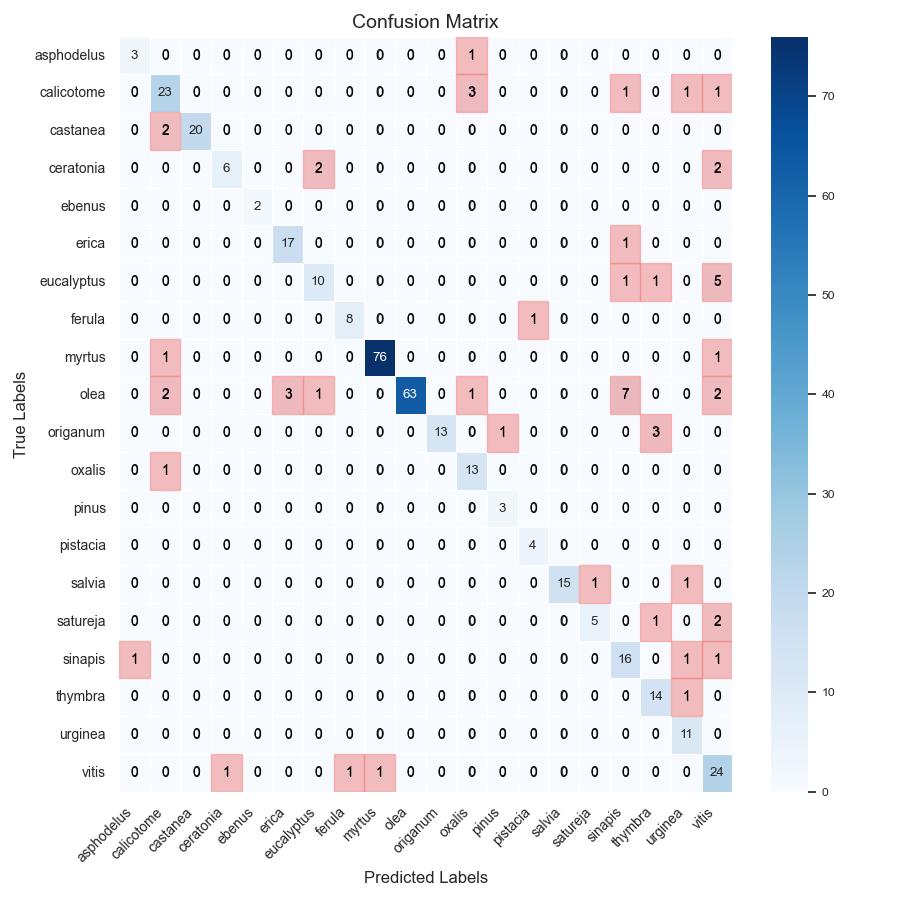 Confusion Matrix
True Labels
asphodelus 3 0 0 0 0 0 0 0 0 0 0 1 0 0 0 0 0 0 0 0
calicotome 0 23 0 0 0 0 0 0 0 0 0 3 0 0 0 0 1 0 1 1
castanea 0 2 20 0 0 0 0 0 0 0 0 0 0 0 0 0 0 0 0 0
ceratonia 0 0 0 6 0 0 2 0 0 0 0 0 0 0 0 0 0 0 0 2
ebenus 0 0 0 0 2 0 0 0 0 0 0 0 0 0 0 0 0 0 0 0
erica 0 0 0 0 0 17 0 0 0 0 0 0 0 0 0 0 1 0 0 0
eucalyptus 0 0 0 0 0 0 10 0 0 0 0 0 0 0 0 0 1 1 0 5
ferula 0 0 0 0 0 0 0 8 0 0 0 0 0 1 0 0 0 0 0 0
myrtus 0 1 0 0 0 0 0 0 76 0 0 0 0 0 0 0 0 0 0 1
olea 0 2 0 0 0 3 1 0 0 63 0 1 0 0 0 0 7 0 0 2
origanum 0 0 0 0 0 0 0 0 0 0 13 0 1 0 0 0 0 3 0 0
oxalis 0 1 0 0 0 0 0 0 0 0 0 13 0 0 0 0 0 0 0 0
pinus 0 0 0 0 0 0 0 0 0 0 0 0 3 0 0 0 0 0 0 0
pistacia 0 0 0 0 0 0 0 0 0 0 0 0 0 4 0 0 0 0 0 0
salvia 0 0 0 0 0 0 0 0 0 0 0 0 0 0 15 1 0 0 1 0
satureja 0 0 0 0 0 0 0 0 0 0 0 0 0 0 0 5 0 1 0 2
sinapis 1 0 0 0 0 0 0 0 0 0 0 0 0 0 0 0 16 0 1 1
thymbra 0 0 0 0 0 0 0 0 0 0 0 0 0 0 0 0 0 14 1 0
urginea 0 0 0 0 0 0 0 0 0 0 0 0 0 0 0 0 0 0 11 0
vitis 0 0 0 1 0 0 0 1 1 0 0 0 0 0 0 0 0 0 0 24
asphodelus calicotome castanea ceratonia ebenus erica eucalyptus ferula myrtus olea origanum oxalis pinus pistacia salvia satureja sinapis thymbra urginea vitis
Predicted Labels
70
60
50
40
30
20
10
0